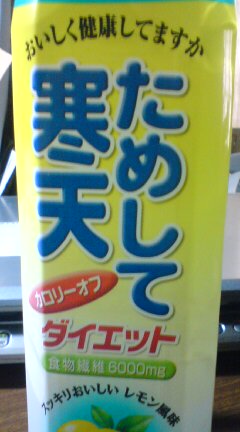 おいしく健康してますか
ためして
寒天
カロリーオフ
ダイエット
食物繊維6000mg
スッキリおいしい レモン風味